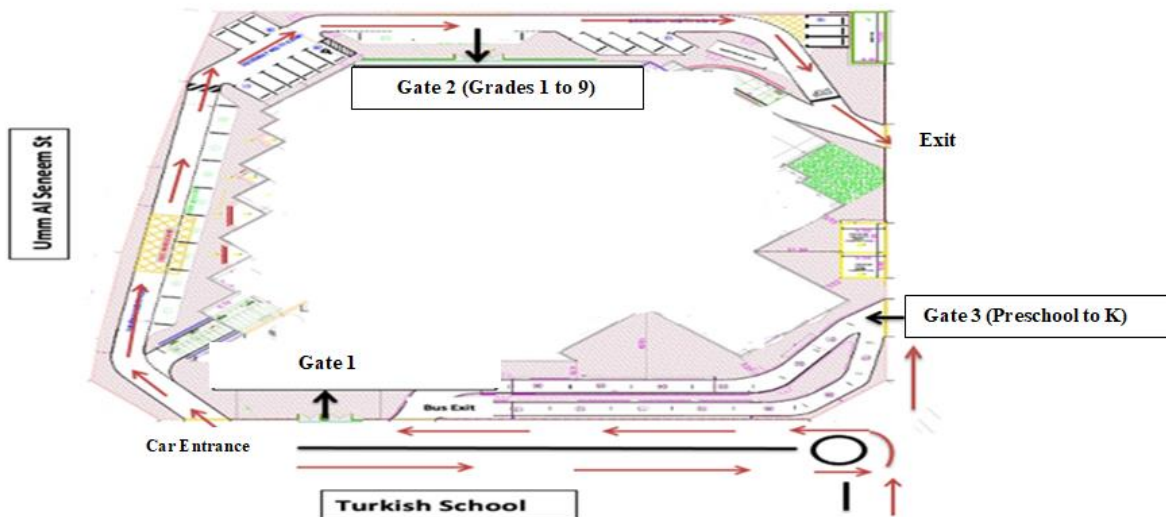 Gate 2 (Grades 1 to 9)
Exit
Umm Al Seneem St
Gate 3 (Preschool to K)
Gate 1
Bus Exit
Car Entrance
Turkish School